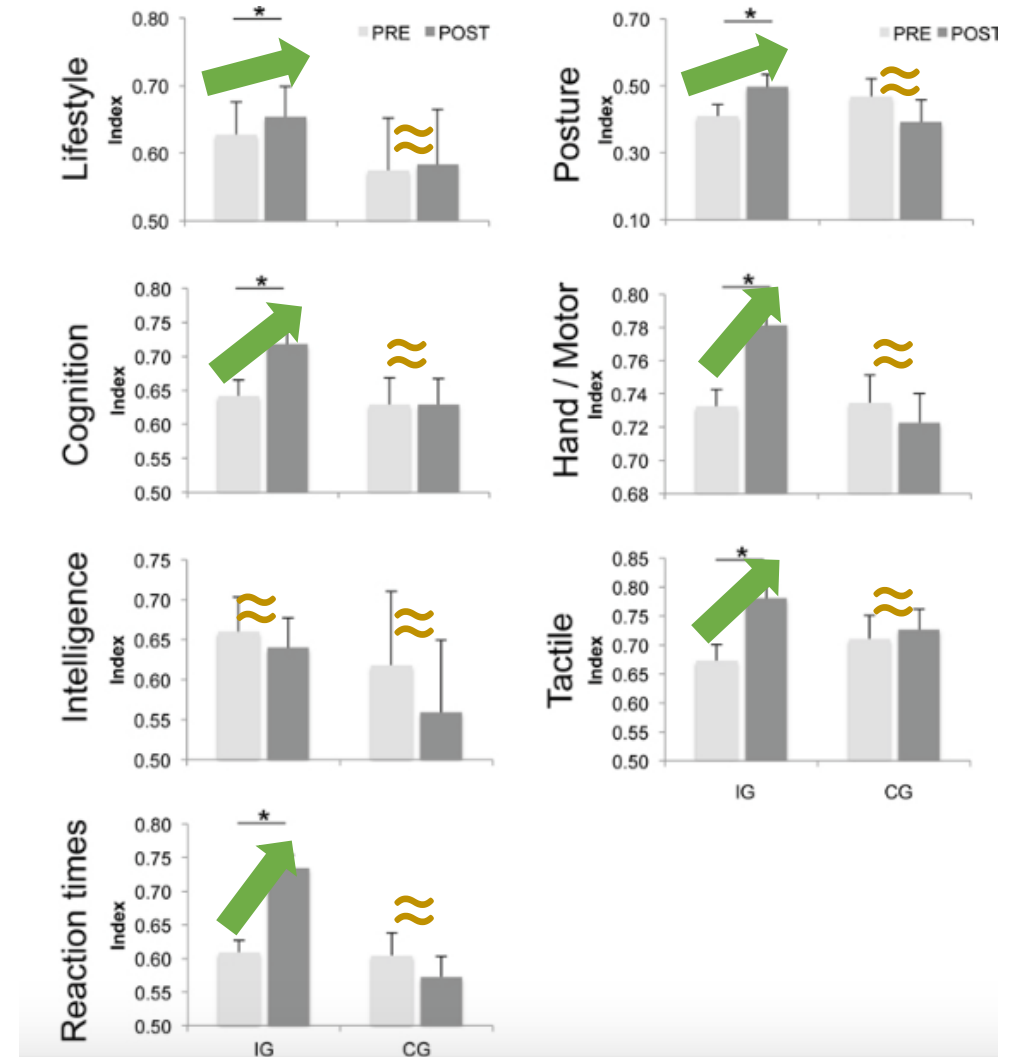 Lifestyle
Index
0.80
0.70
0.60
0.50
*
PRE POST
Posture
Index
0.70
0.50
0.30
0.10
*
PRE POST
Cognition
Index
0.80
0.75
0.70
0.65
0.60
0.55
0.50
*
Hand / Motor
Index
0.80
0.78
0.76
0.74
0.72
0.70
0.68
*
Intelligence
Index
0.75
0.70
0.65
0.60
0.55
0.50
Tactile
Index
0.85
0.80
0.75
0.70
0.65
0.60
0.55
0.50
*
IG CG
Reaction times
Index
0.80
0.75
0.70
0.65
0.60
0.55
0.50
*
IG CG